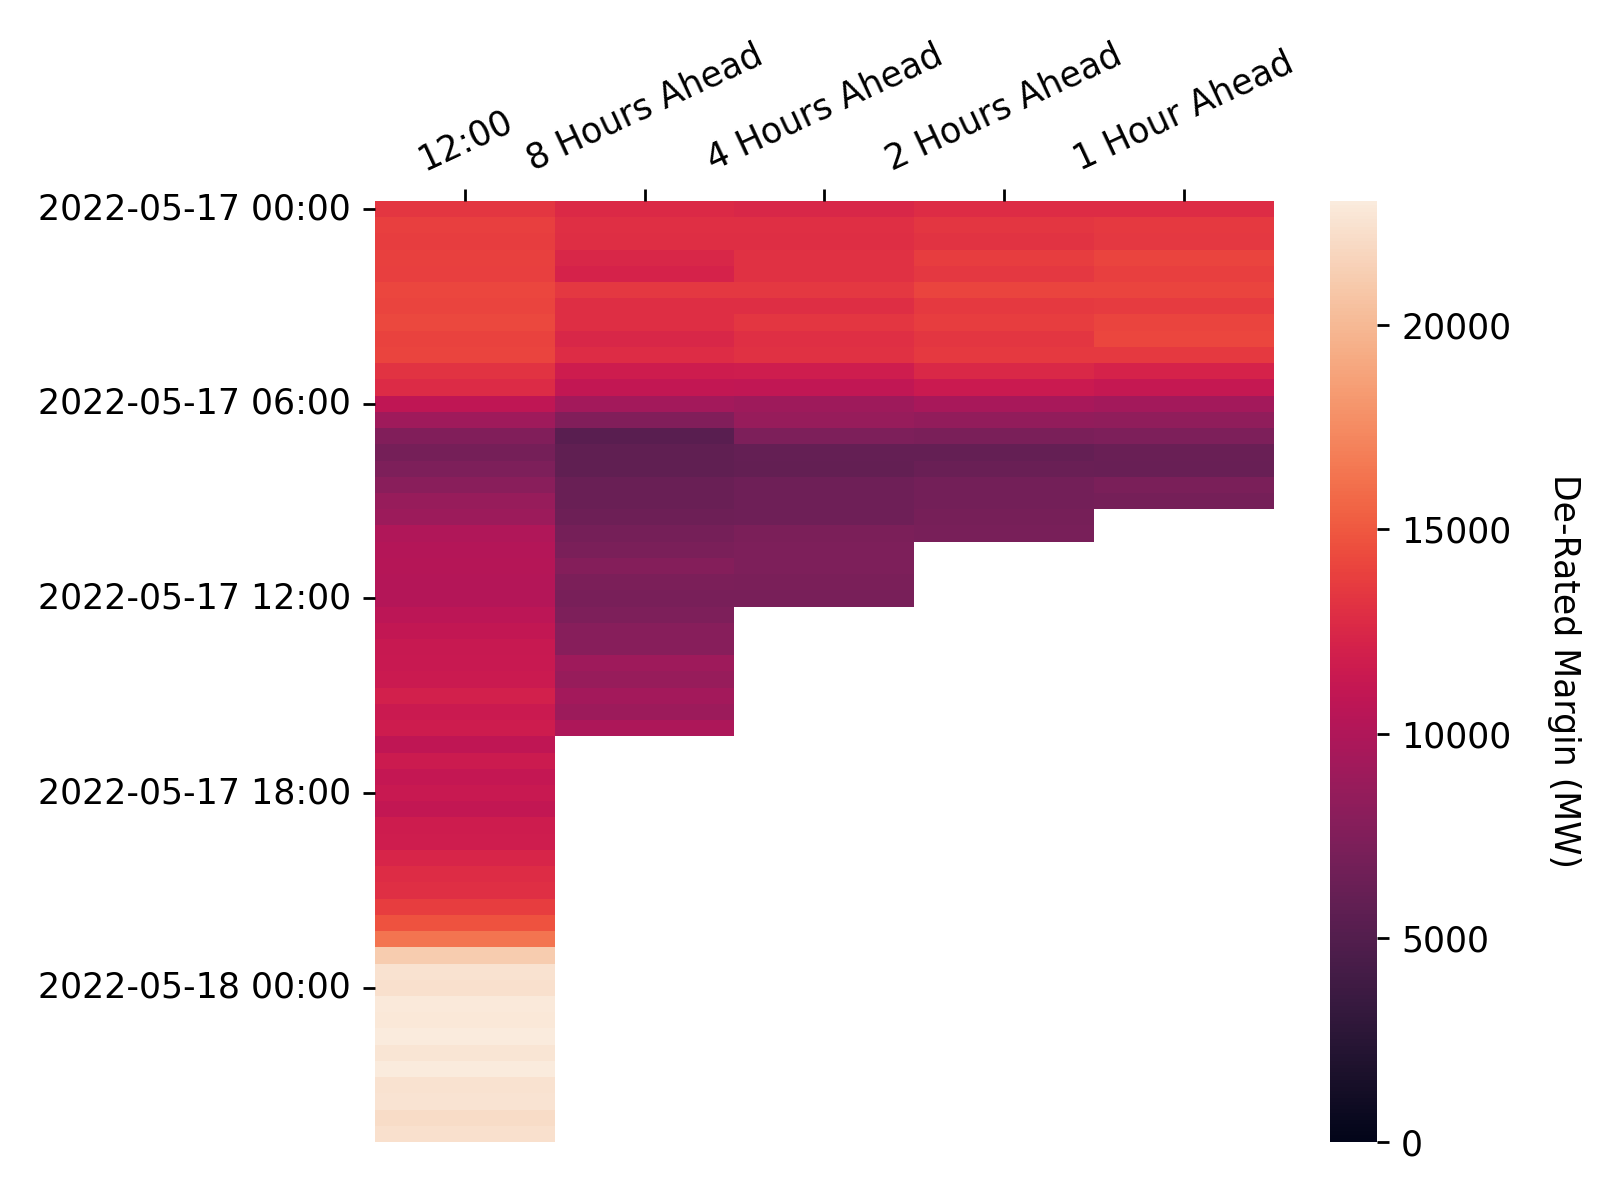 12:00
8 Hours Ahead
4 Hours Ahead
2 Hours Ahead
1 Hour Ahead
2022-05-17 00:00
2022-05-17 06:00
2022-05-17 12:00
2022-05-17 18:00
2022-05-18 00:00
20000
15000
10000
5000
0
De-Rated Margin (MW)